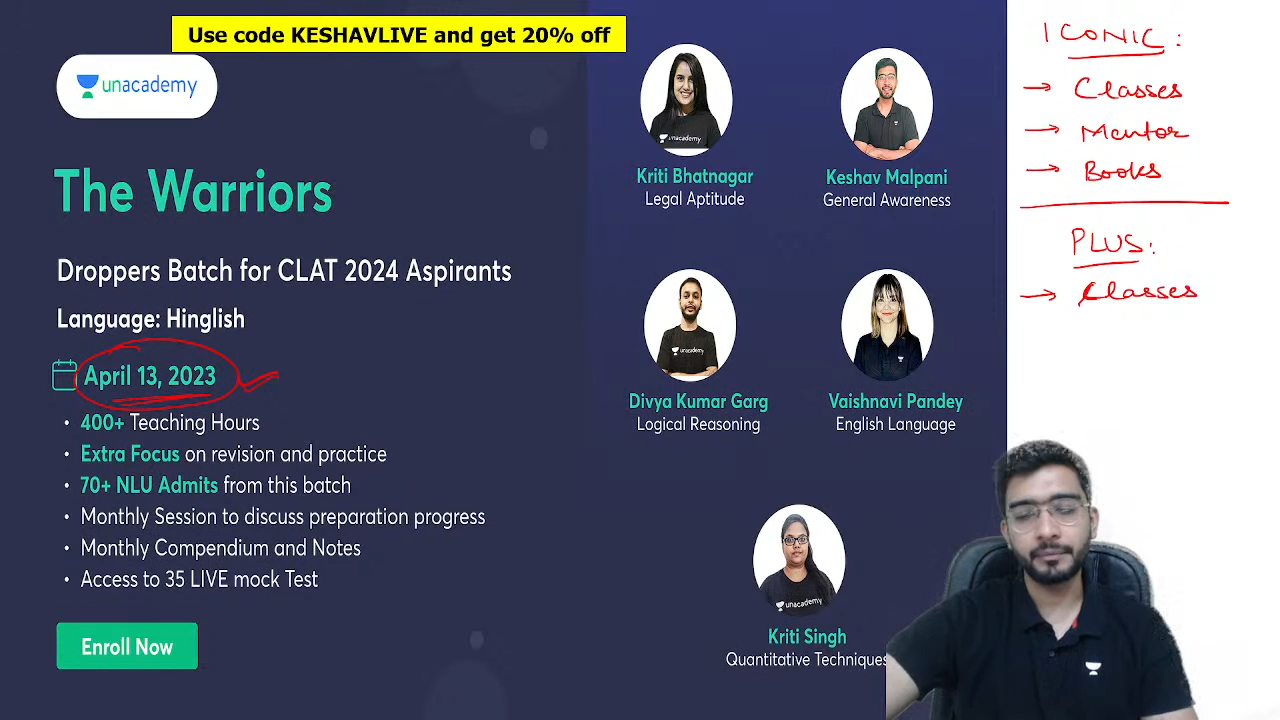 Use code KESHAVLIVE and get 20% off
unacademy
The Warriors
Droppers Batch for CLAT 2024 Aspirants
Language: Hinglish
April 13, 2023
• 400+ Teaching Hours
• Extra Focus on revision and practice
• 70+ NLU Admits from this batch
• Monthly Session to discuss preparation progress
• Monthly Compendium and Notes
• Access to 35 LIVE mock Test
Enroll Now
unacademy
Kriti Bhatnagar
Legal Aptitude
Keshav Malpani
General Awareness
unacademy
Divya Kumar Garg
Logical Reasoning
Vaishnavi Pandey
English Language
unacademy
Kriti Singh
Quantitative Techniques
ICONIC:
→ Classes
→ Mentor
→ Books
PLUS:
→ Classes